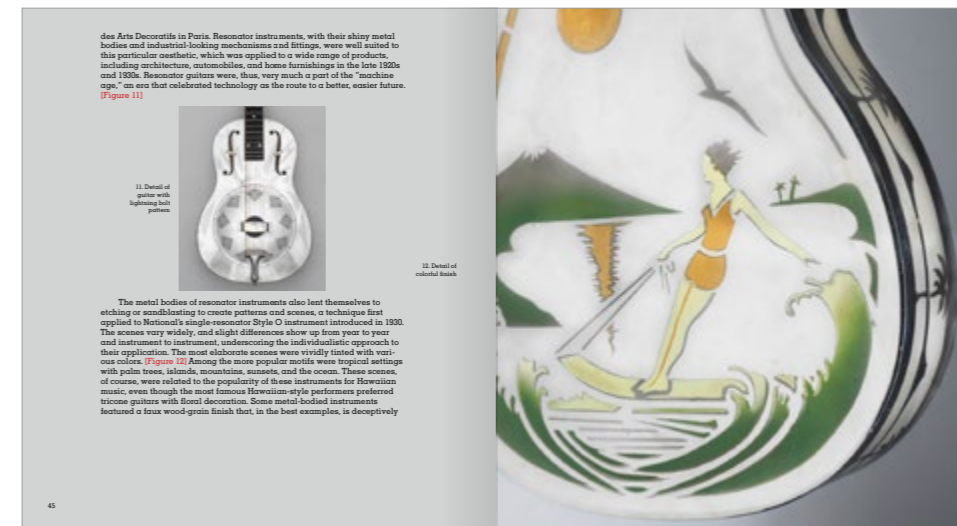 des Arts Decoratifs in Paris. Resonator instruments, with their shiny metal
bodies and industrial-looking mechanisms and fittings, were well suited to
this particular aesthetic, which was applied to a wide range of products,
including architecture, automobiles, and home furnishings in the late 1920s
and 1930s. Resonator guitars were, thus, very much a part of the “machine
age,” an era that celebrated technology as the route to a better, easier future.
[Figure 11]
11. Detail of
guitar with
lightning bolt
pattern
12. Detail of
colorful finish
The metal bodies of resonator instruments also lent themselves to
etching or sandblasting to create patterns and scenes, a technique first
applied to National’s single-resonator Style O instrument introduced in 1930.
The scenes vary widely, and slight differences show up from year to year
and instrument to instrument, underscoring the individualistic approach to
their application. The most elaborate scenes were vividly tinted with vari-
ous colors. [Figure 12] Among the more popular motifs were tropical settings
with palm trees, islands, mountains, sunsets, and the ocean. These scenes,
of course, were related to the popularity of these instruments for Hawaiian
music, even though the most famous Hawaiian-style performers preferred
tricone guitars with floral decoration. Some metal-bodied instruments
featured a faux wood-grain finish that, in the best examples, is deceptively
45